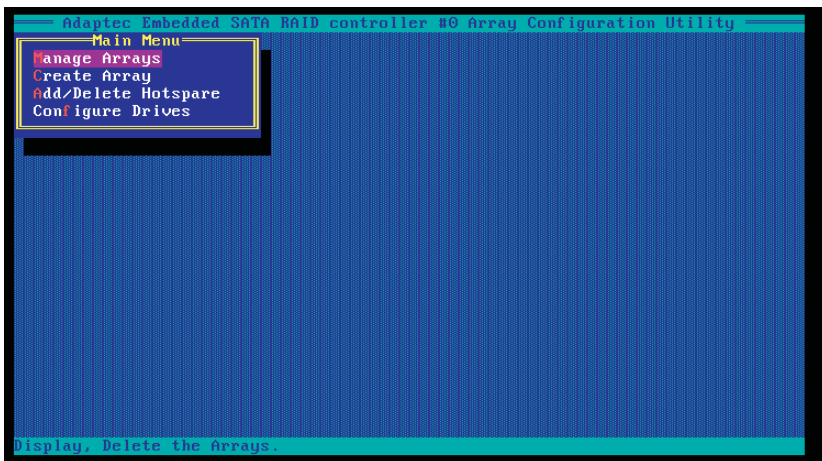 Adaptec Embedded SATA RAID controller #0 Array Configuration Utility
Main Menu
Manage Arrays
Create Array
Add/Delete Hotspare
Configure Drives
Display, Delete the Arrays.